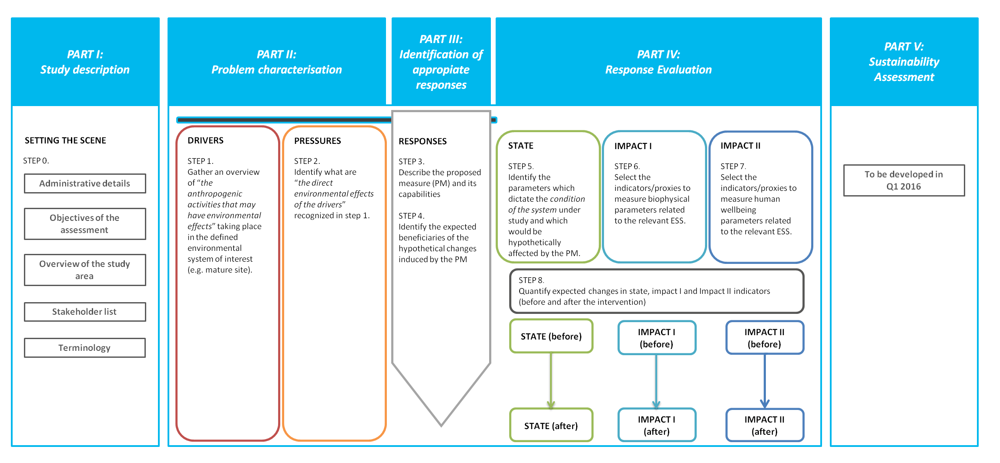 PART I:
Study description
PART II:
Problem characterisation
PART III:
Identification of
appropiate
responses
PART IV:
Response Evaluation
PART V:
Sustainability
Assessment
SETTING THE SCENE
STEP 0.
Administrative details
Objectives of the
assessment
Overview of the study
area
Stakeholder list
Terminology
DRIVERS
STEP 1.
Gather an overview
of “the
anthropogenic
activities that may
have environmental
effects” taking place
in the defined
environmental
system of interest
(e.g. mature site).
PRESSURES
STEP 2.
Identify what are
“the direct
environmental effects
of the drivers”
recognized in step 1.
RESPONSES
STEP 3.
Describe the proposed
measure (PM) and its
capabilities
STEP 4.
Identify the expected
beneficiaries of the
hypothetical changes
induced by the PM
STATE
STEP 5.
Identify the
parameters which
dictate the condition
of the system under
study and which
would be
hypothetically
affected by the PM.
IMPACT I
STEP 6.
Select the
indicators/proxies to
measure biophysical
parameters related
to the relevant ESS.
IMPACT II
STEP 7.
Select the
indicators/proxies to
measure human
wellbeing
parameters related
to the relevant ESS.
STEP 8.
Quantify expected changes in state, impact I and Impact II indicators
(before and after the intervention)
STATE (before)
IMPACT I
(before)
IMPACT II
(before)
STATE (after)
IMPACT I
(after)
IMPACT II
(after)
To be developed in
Q1 2016